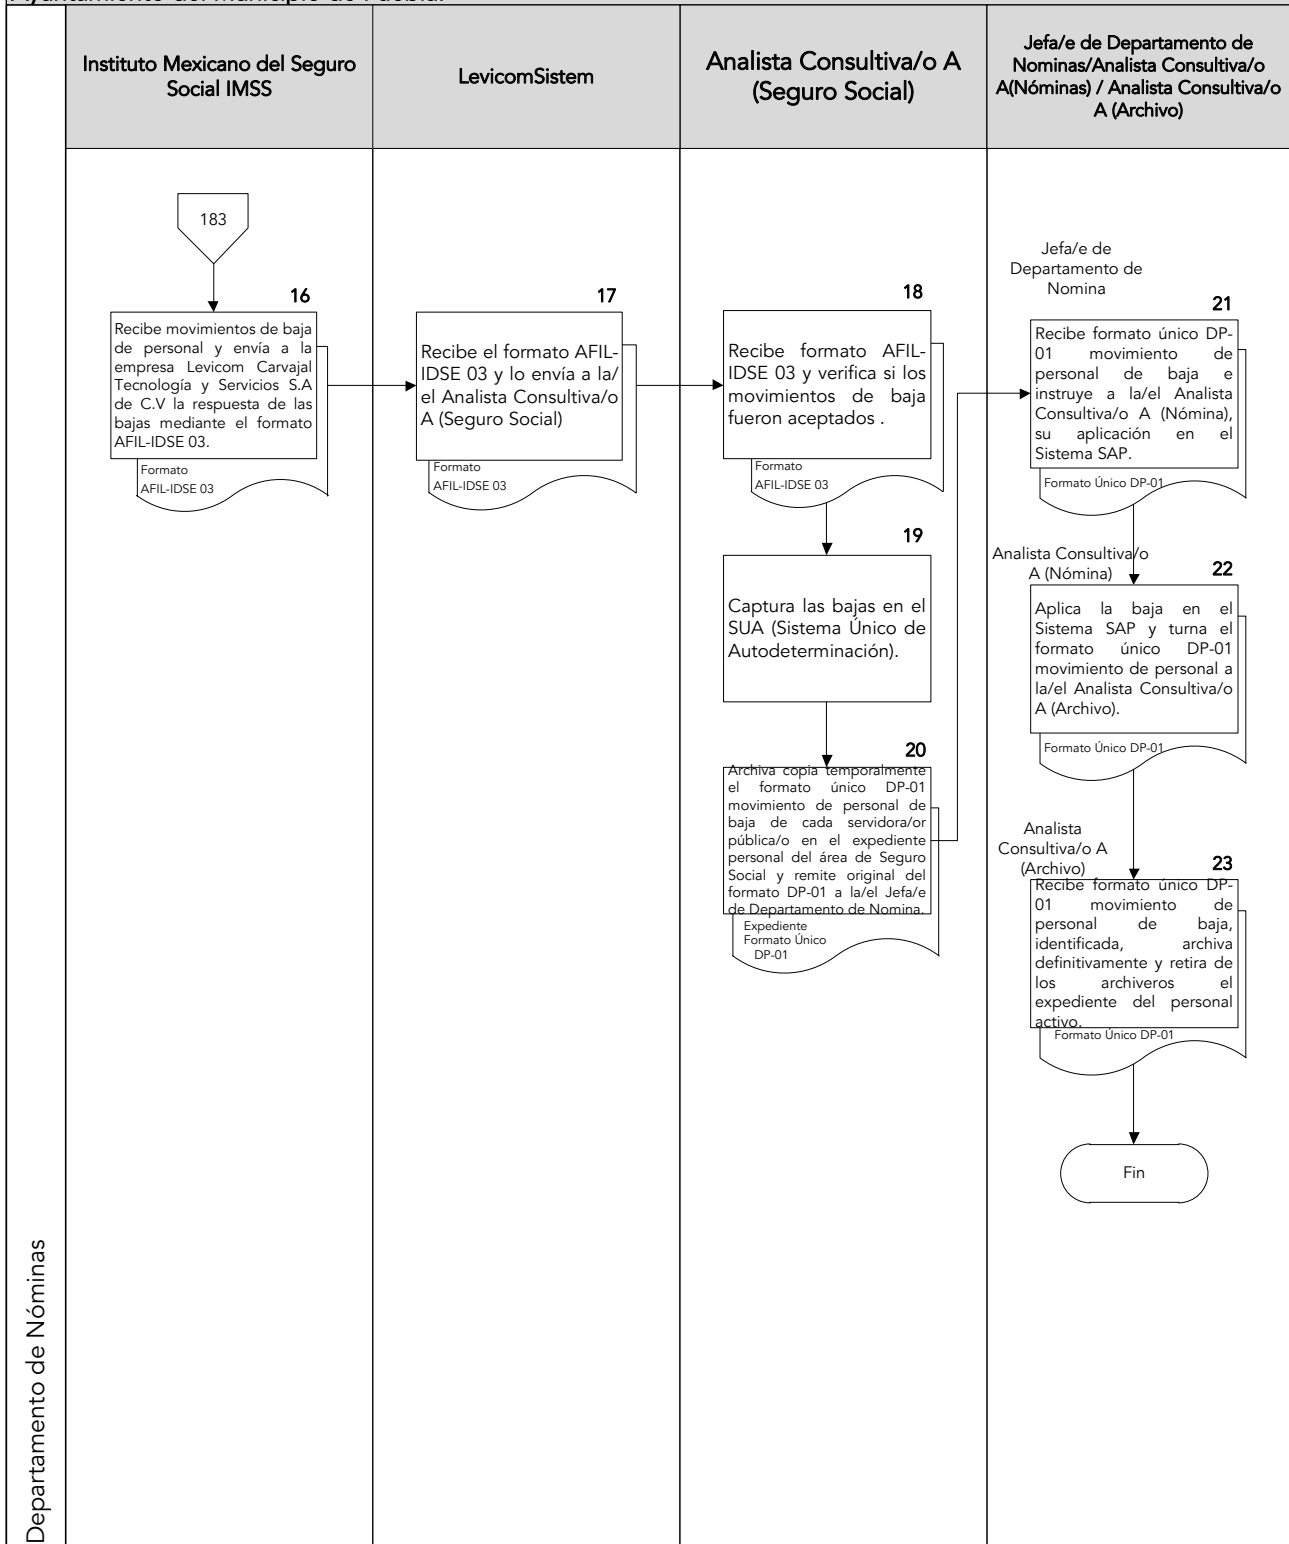 Instituto Mexicano del Seguro
Social IMSS
LevicomSistem
Analista Consultiva/o A
(Seguro Social)
Jefa/e de Departamento de
Nominas/Analista Consultiva/o
A(Nóminas) / Analista Consultiva/o
A (Archivo)
183
16
Recibe movimientos de baja
de personal y envía a la
empresa Levicom Carvajal
Tecnología y Servicios S.A
de C.V la respuesta de las
bajas mediante el formato
AFIL-IDSE 03.
Formato
AFIL-IDSE 03
17
Recibe el formato AFIL-
IDSE 03 y lo envía a la/
el Analista Consultiva/o
A (Seguro Social)
Formato
AFIL-IDSE 03
18
Recibe formato AFIL-
IDSE 03 y verifica si los
movimientos de baja
fueron aceptados .
Formato
AFIL-IDSE 03
19
Captura las bajas en el
SUA (Sistema Único de
Autodeterminación).
20
Archiva copia temporalmente
el formato único DP-01
movimiento de personal de
baja de cada servidora/or
pública/o en el expediente
personal del área de Seguro
Social y remite original del
formato DP-01 a la/el Jefa/e
de Departamento de Nomina.
Expediente
Formato Único
DP-01
Jefa/e de
Departamento de
Nomina
21
Recibe formato único DP-
01 movimiento de
personal de baja e
instruye a la/el Analista
Consultiva/o A (Nómina),
su aplicación en el
Sistema SAP.
Formato Único DP-01
Analista Consultiva/o
A (Nómina)
22
Aplica la baja en el
Sistema SAP y turna el
formato único DP-01
movimiento de personal a
la/el Analista Consultiva/o
A (Archivo).
Formato Único DP-01
Analista
Consultiva/o A
(Archivo)
23
Recibe formato único DP-
01 movimiento de
personal de baja,
identificada, archiva
definitivamente y retira de
los archiveros el
expediente del personal
activo.
Formato Único DP-01
Fin
Departamento de Nóminas